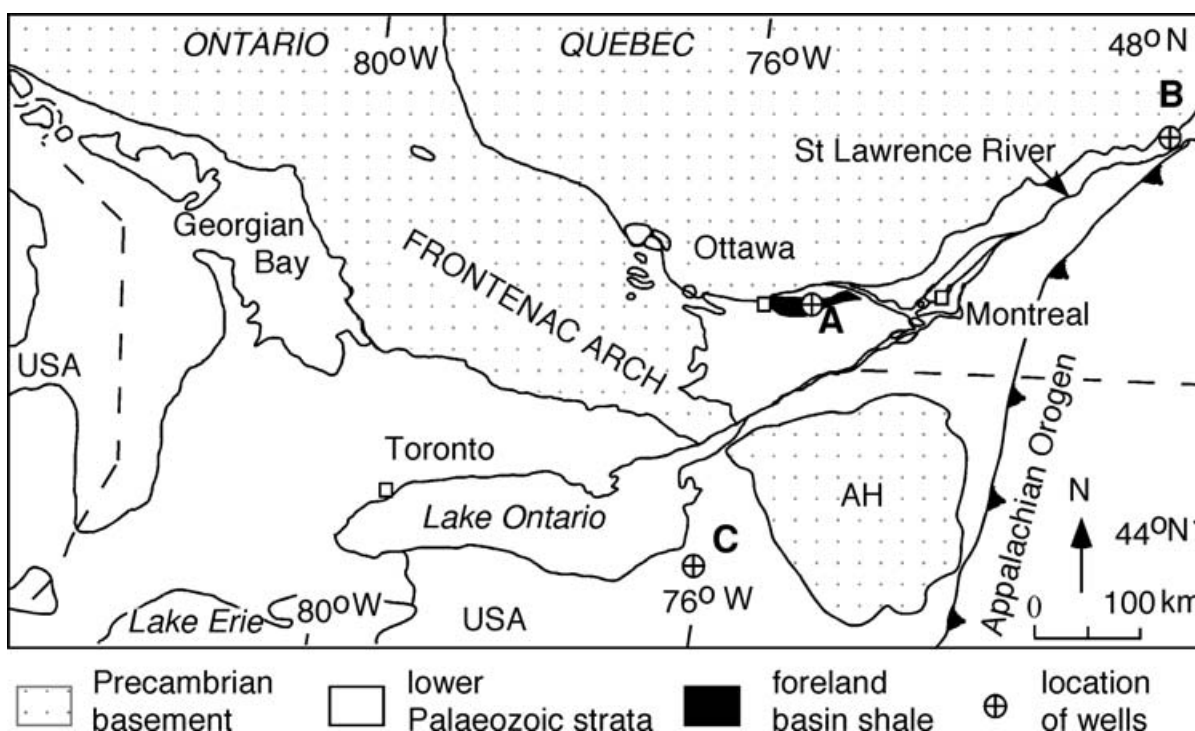 ONTARIO
QUEBEC
80°W
76°
W
48°N
B
St Lawrence River
Georgian
Bay
Ottawa
FRONTENAC ARCH
A
Montreal
USA
Toronto
AH
Appalachian Orogen
N
Lake Ontario
C
44°N
76° W
80°W
Lake Erie
USA
0 100 km
Precambrian
basement
lower
Palaeozoic strata
foreland
basin shale
location
of wells